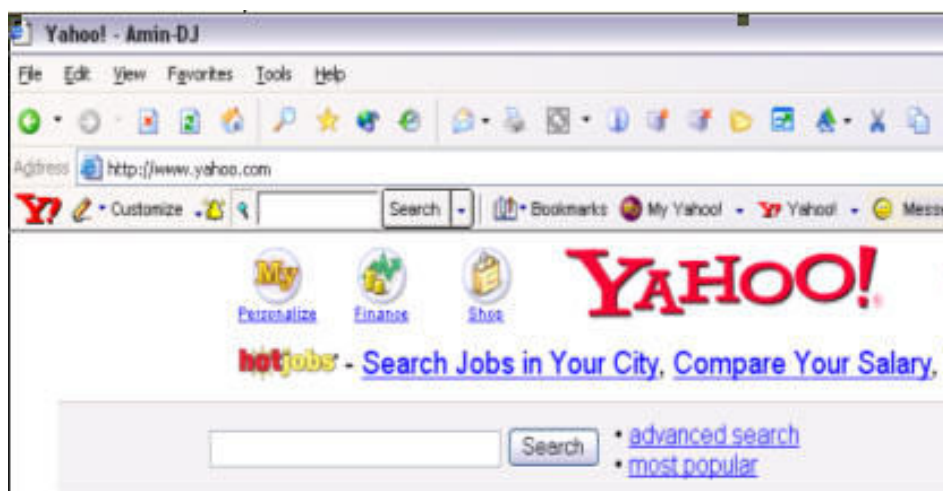 Yahoo! - Amin-DJ
File Edit View Favorites Tools Help
Address http://www.yahoo.com
Y! Customize Search Bookmarks My Yahoo! Yahoo! Mess
My
Personalize Finance Shop YAHOO!
hotjobs - Search Jobs in Your City, Compare Your Salary,
Search • advanced search
• most popular